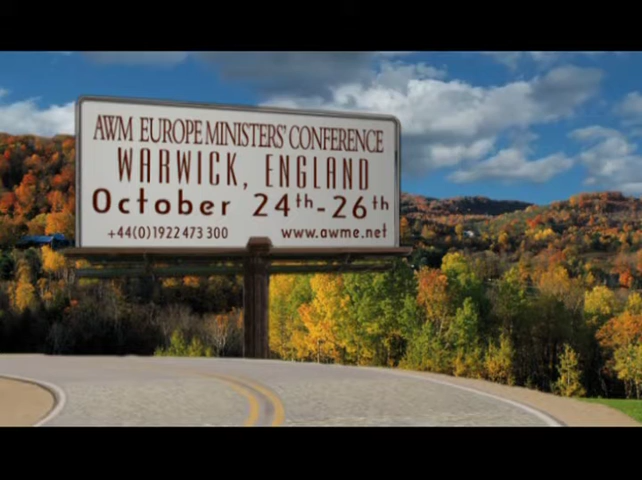 AWM EUROPE MINISTERS' CONFERENCE
WARWICK, ENGLAND
October 24th-26th
+44(0)1922 473 300 www.awme.net